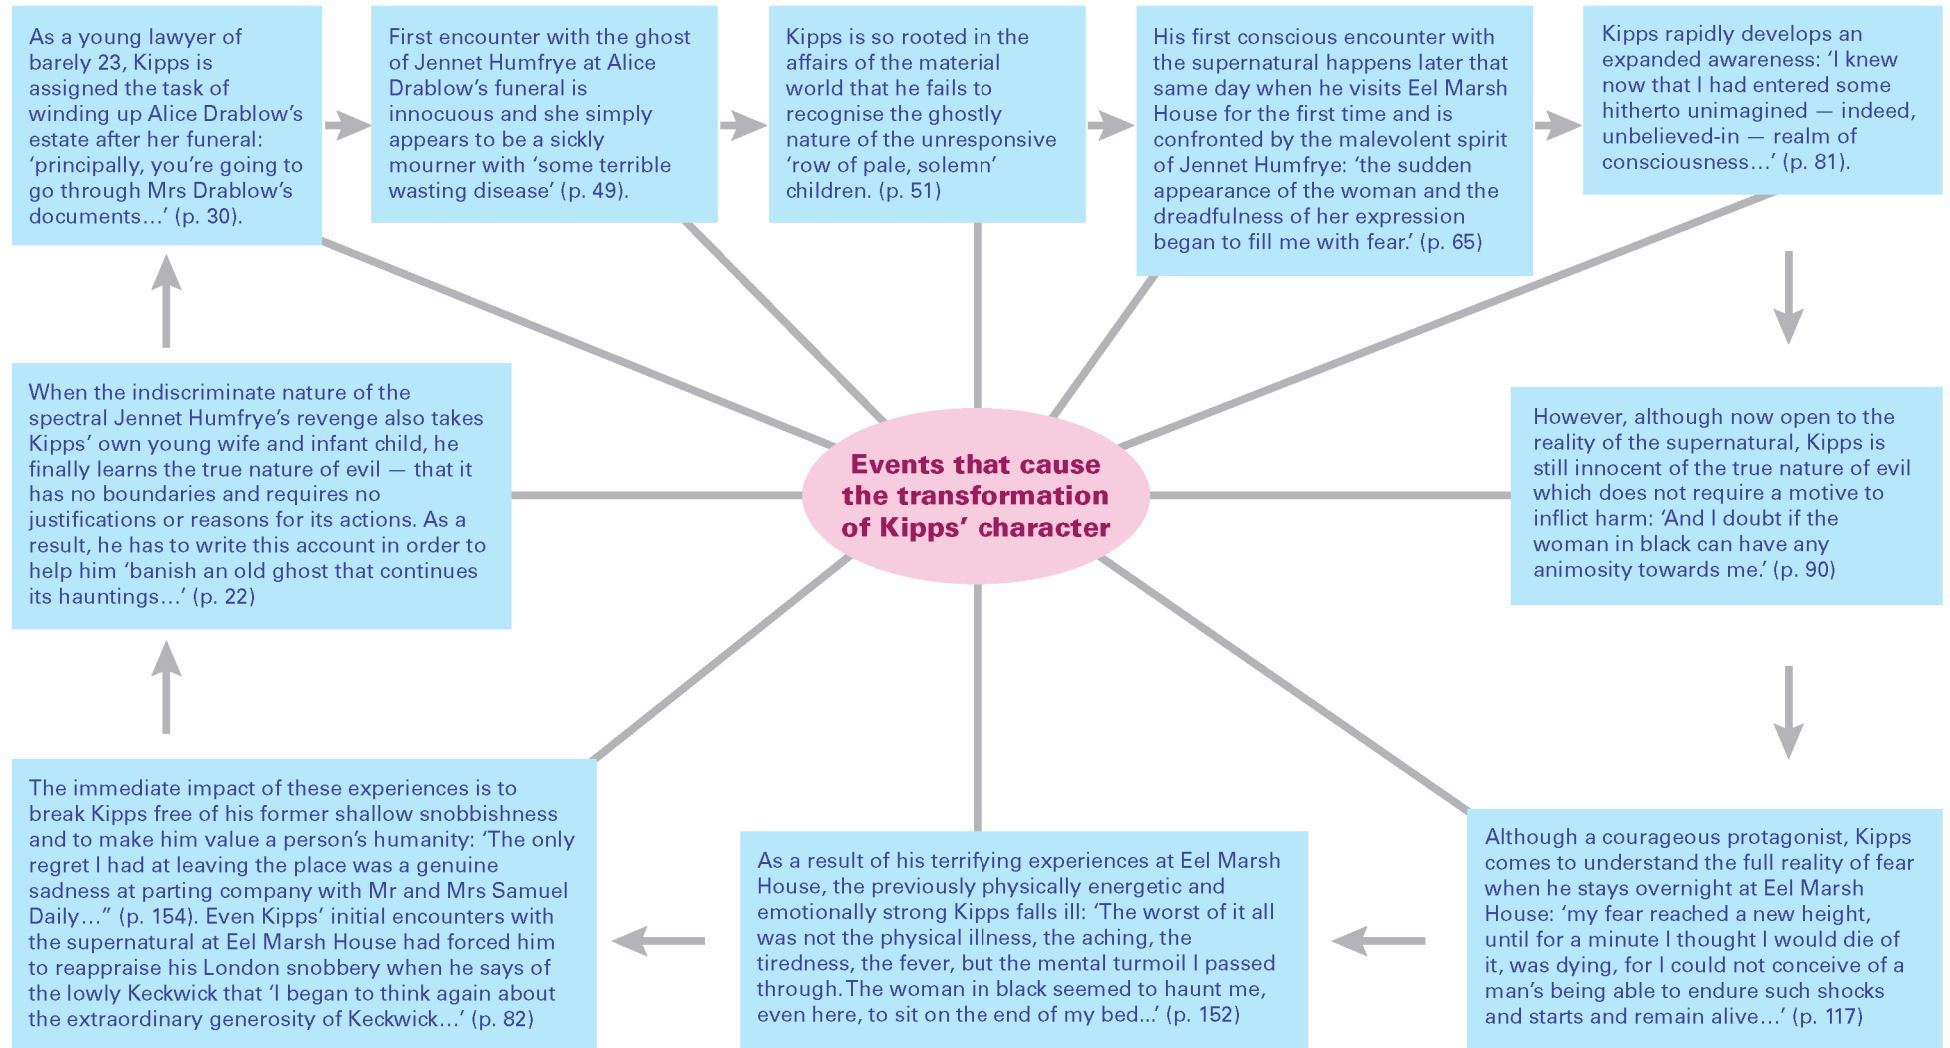 As a young lawyer of
barely 23, Kipps is
assigned the task of
winding up Alice Drablow’s
estate after her funeral:
‘principally, you’re going to
go through Mrs Drablow’s
documents…’ (p. 30).
First encounter with the ghost
of Jennet Humfrye at Alice
Drablow’s funeral is
innocuous and she simply
appears to be a sickly
mourner with ‘some terrible
wasting disease’ (p. 49).
Kipps is so rooted in the
affairs of the material
world that he fails to
recognise the ghostly
nature of the unresponsive
‘row of pale, solemn’
children. (p. 51)
His first conscious encounter with
the supernatural happens later that
same day when he visits Eel Marsh
House for the first time and is
confronted by the malevolent spirit
of Jennet Humfrye: ‘the sudden
appearance of the woman and the
dreadfulness of her expression
began to fill me with fear.’ (p. 65)
Kipps rapidly develops an
expanded awareness: ‘I knew
now that I had entered some
hitherto unimagined — indeed,
unbelieved-in — realm of
consciousness…’ (p. 81).
However, although now open to the
reality of the supernatural, Kipps is
still innocent of the true nature of evil
which does not require a motive to
inflict harm: ‘And I doubt if the
woman in black can have any
animosity towards me.’ (p. 90)
Although a courageous protagonist, Kipps
comes to understand the full reality of fear
when he stays overnight at Eel Marsh
House: ‘my fear reached a new height,
until for a minute I thought I would die of
it, was dying, for I could not conceive of a
man’s being able to endure such shocks
and starts and remain alive…’ (p. 117)
As a result of his terrifying experiences at Eel Marsh
House, the previously physically energetic and
emotionally strong Kipps falls ill: ‘The worst of it all
was not the physical illness, the aching, the
tiredness, the fever, but the mental turmoil I passed
through. The woman in black seemed to haunt me,
even here, to sit on the end of my bed...’ (p. 152)
The immediate impact of these experiences is to
break Kipps free of his former shallow snobbishness
and to make him value a person’s humanity: ‘The only
regret I had at leaving the place was a genuine
sadness at parting company with Mr and Mrs Samuel
Daily…” (p. 154). Even Kipps’ initial encounters with
the supernatural at Eel Marsh House had forced him
to reappraise his London snobbery when he says of
the lowly Keckwick that ‘I began to think again about
the extraordinary generosity of Keckwick…’ (p. 82)
When the indiscriminate nature of the
spectral Jennet Humfrye’s revenge also takes
Kipps’ own young wife and infant child, he
finally learns the true nature of evil — that it
has no boundaries and requires no
justifications or reasons for its actions. As a
result, he has to write this account in order to
help him ‘banish an old ghost that continues
its hauntings…’ (p. 22)
Events that cause
the transformation
of Kipps’ character